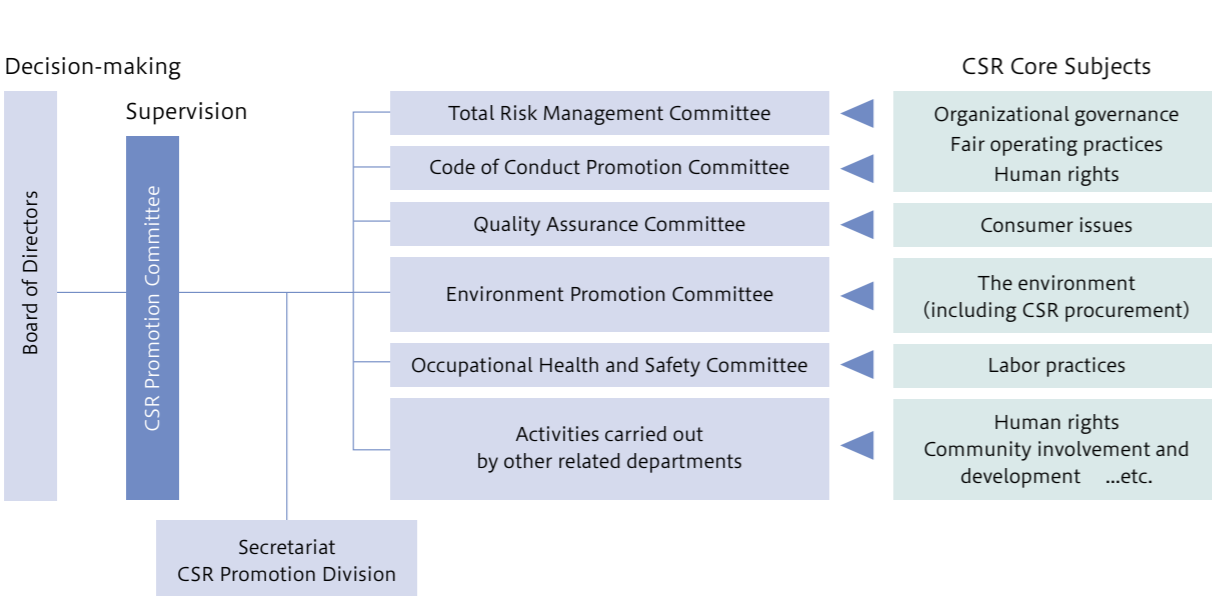 Decision-making
Supervision
CSR Core Subjects
Board of Directors
CSR Promotion Committee
Total Risk Management Committee
Code of Conduct Promotion Committee
Organizational governance
Fair operating practices
Human rights
Quality Assurance Committee
Consumer issues
Environment Promotion Committee
The environment
(including CSR procurement)
Occupational Health and Safety Committee
Labor practices
Activities carried out
by other related departments
Human rights
Community involvement and
development ...etc.
Secretariat
CSR Promotion Division